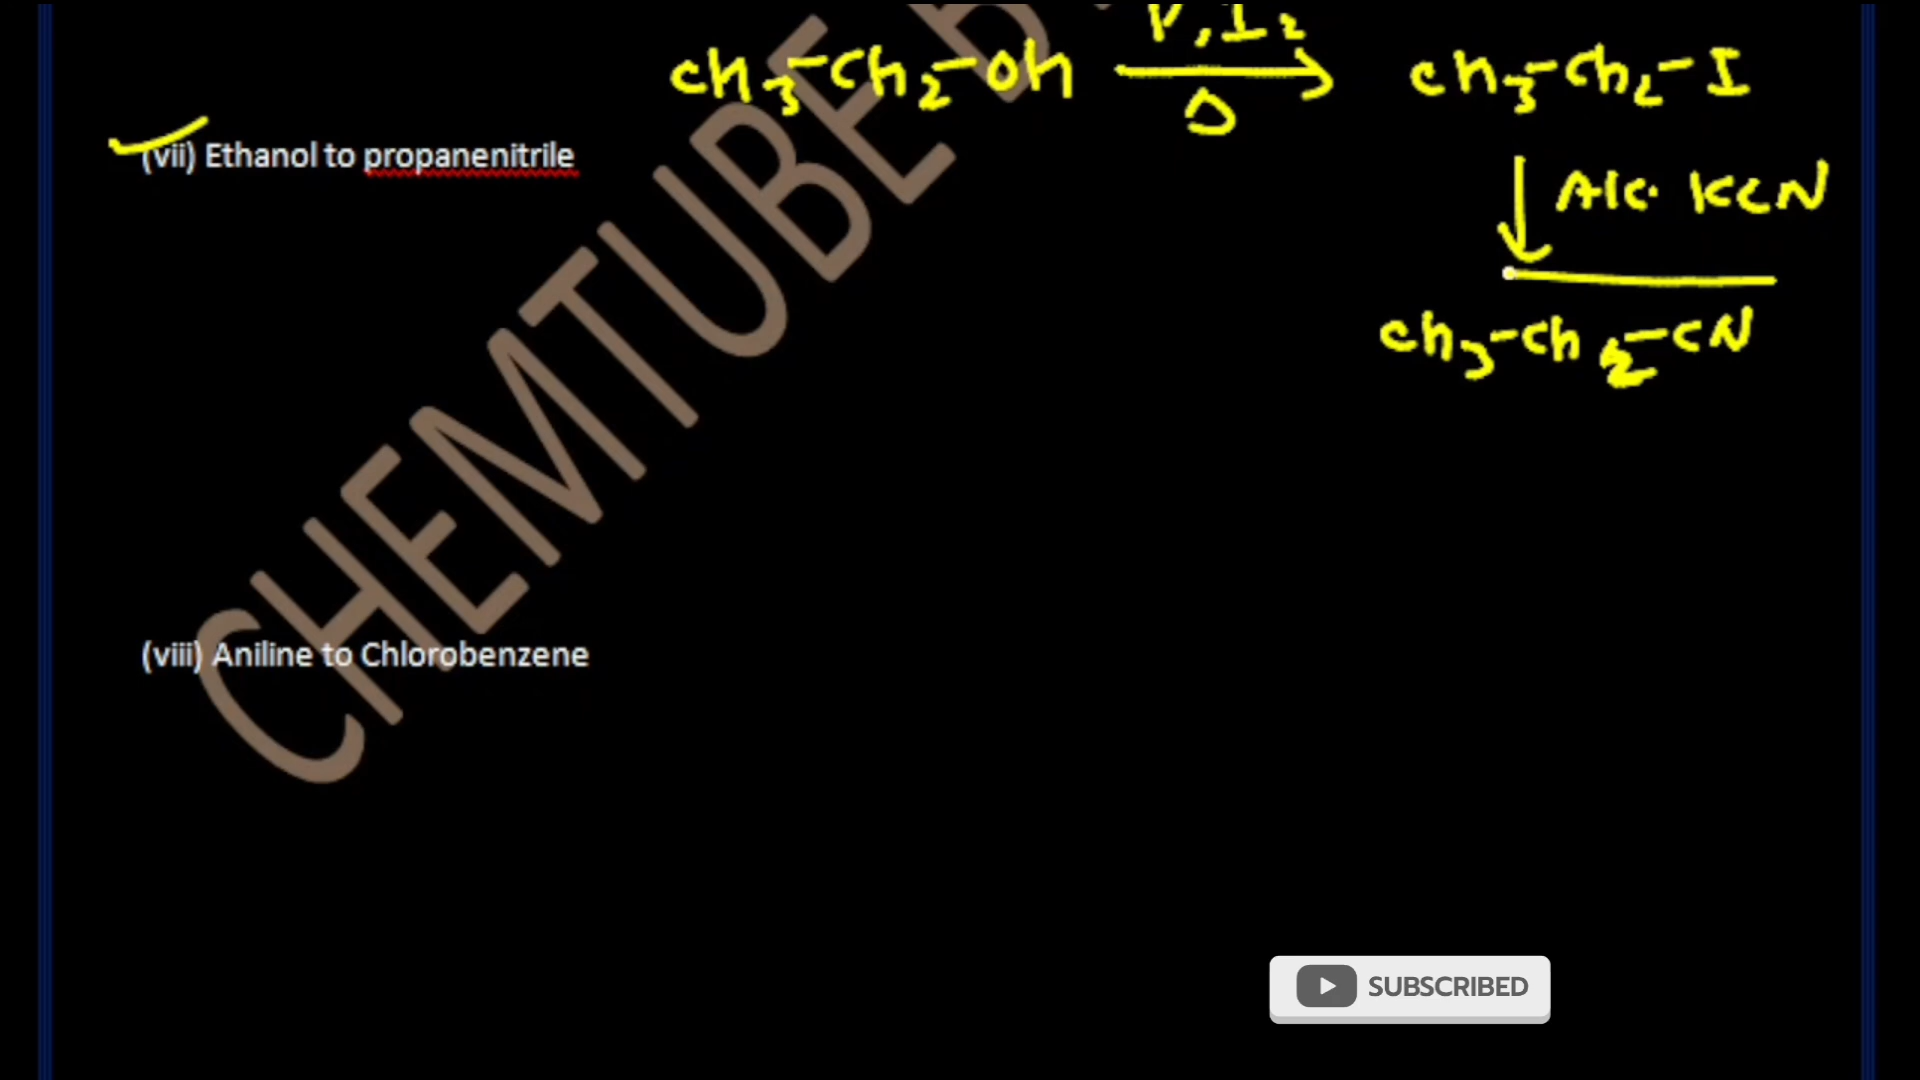 P, I2
ch3-ch2-oh → ch3-ch2-I
Δ
(vii) Ethanol to propanenitrile
↓ Alc. KCN
ch3-ch2-CN
(viii) Aniline to Chlorobenzene
CHEMTUBE
SUBSCRIBED